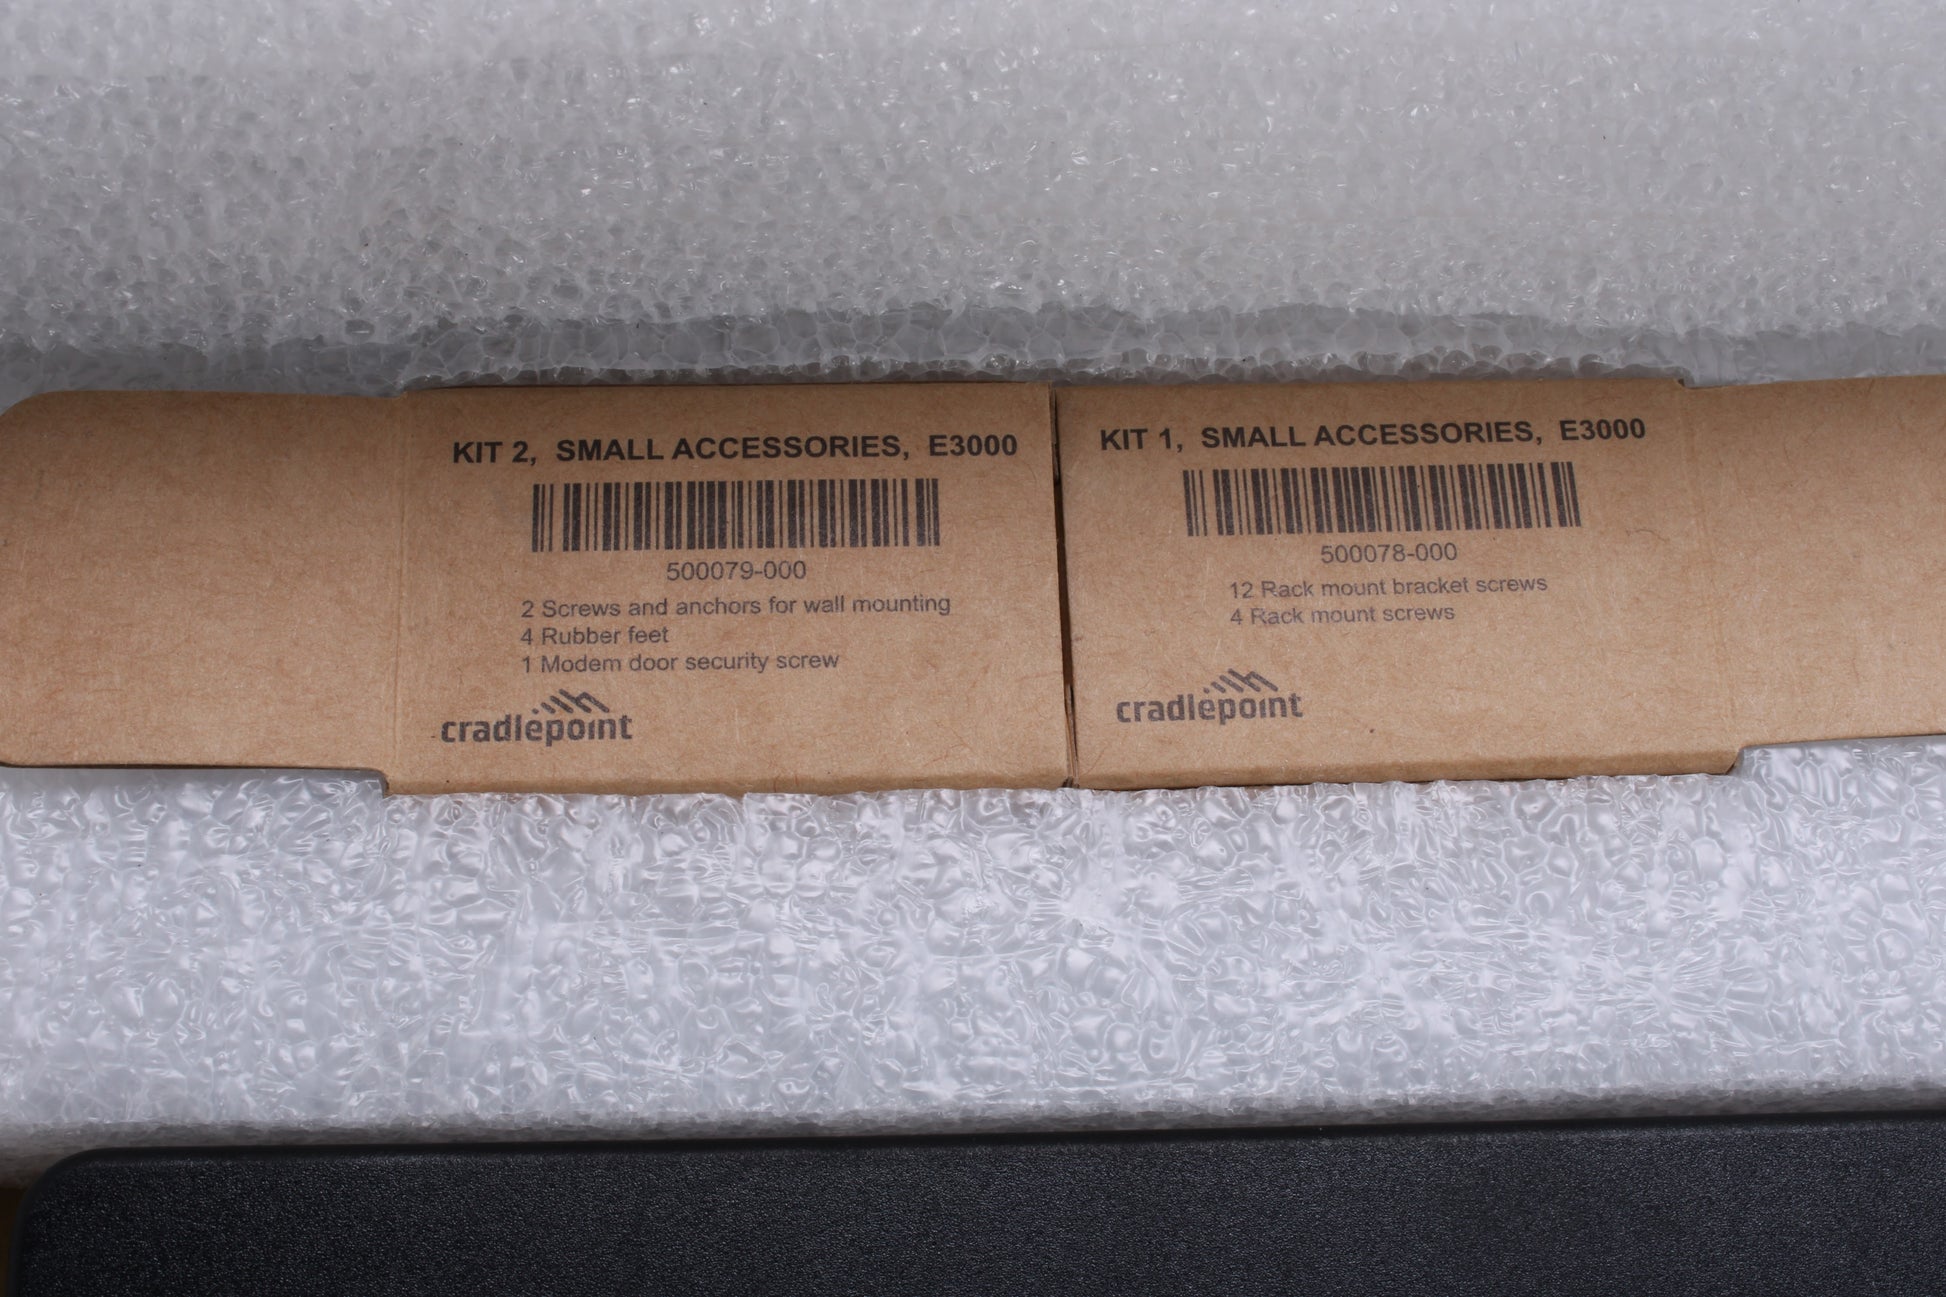 KIT 2, SMALL ACCESSORIES, E3000
500079-000
2 Screws and anchors for wall mounting
4 Rubber feet
1 Modem door security screw
cradlepoint
KIT 1, SMALL ACCESSORIES, E3000
500078-000
12 Rack mount bracket screws
4 Rack mount screws
cradlepoint